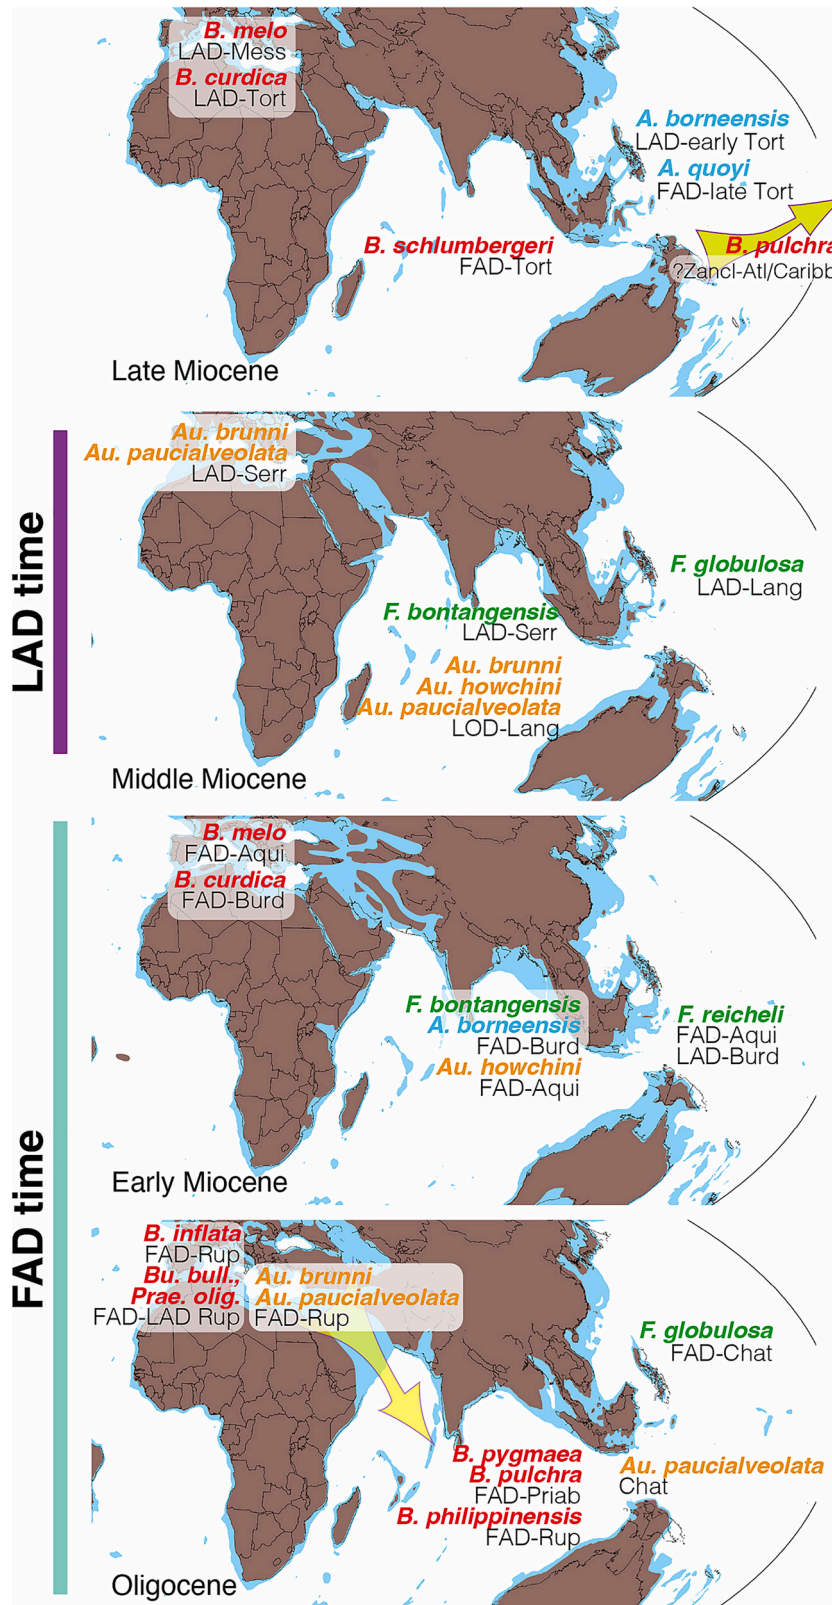 B. melo
LAD-Mess
B. curdica
LAD-Tort
A. borneensis
LAD-early Tort
A. quoyi
FAD-late Tort
B. schlumbergeri
FAD-Tort
B. pulchra
?Zancl-Atl/Caribb
Late Miocene
LAD time
Au. brunni
Au. paucialveolata
LAD-Serr
F. globulosa
LAD-Lang
F. bontangensis
LAD-Serr
Au. brunni
Au. howchini
Au. paucialveolata
LOD-Lang
Middle Miocene
FAD time
B. melo
FAD-Aqui
B. curdica
FAD-Burd
F. bontangensis
A. borneensis
FAD-Burd
Au. howchini
FAD-Aqui
F. reicheli
FAD-Aqui
LAD-Burd
Early Miocene
B. inflata
FAD-Rup
Bu. bull.,
Prae. olig.
FAD-LAD Rup
Au. brunni
Au. paucialveolata
FAD-Rup
F. globulosa
FAD-Chat
B. pygmaea
B. pulchra
FAD-Priab
B. philippinensis
FAD-Rup
Au. paucialveolata
Chat
Oligocene